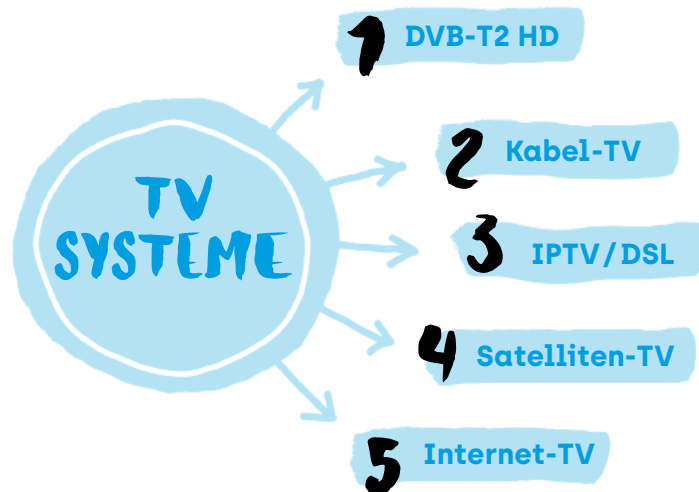 TV
SYSTEME
1 DVB-T2 HD
2 Kabel-TV
3 IPTV/DSL
4 Satelliten-TV
5 Internet-TV